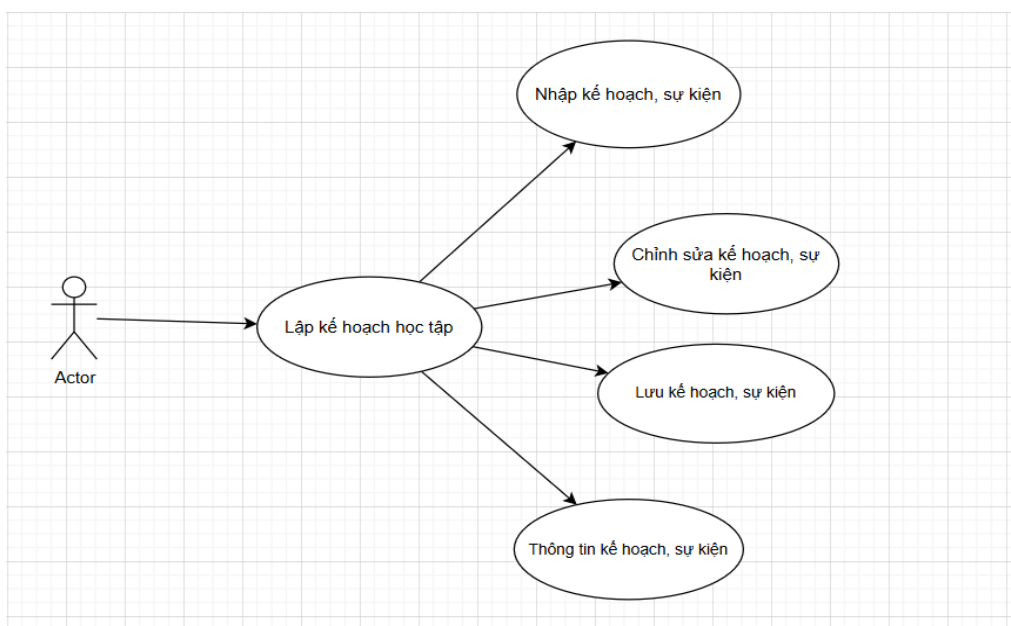 Nhập kế hoạch, sự kiện
Chỉnh sửa kế hoạch, sự
kiện
Lập kế hoạch học tập
Actor
Lưu kế hoạch, sự kiện
Thông tin kế hoạch, sự kiện